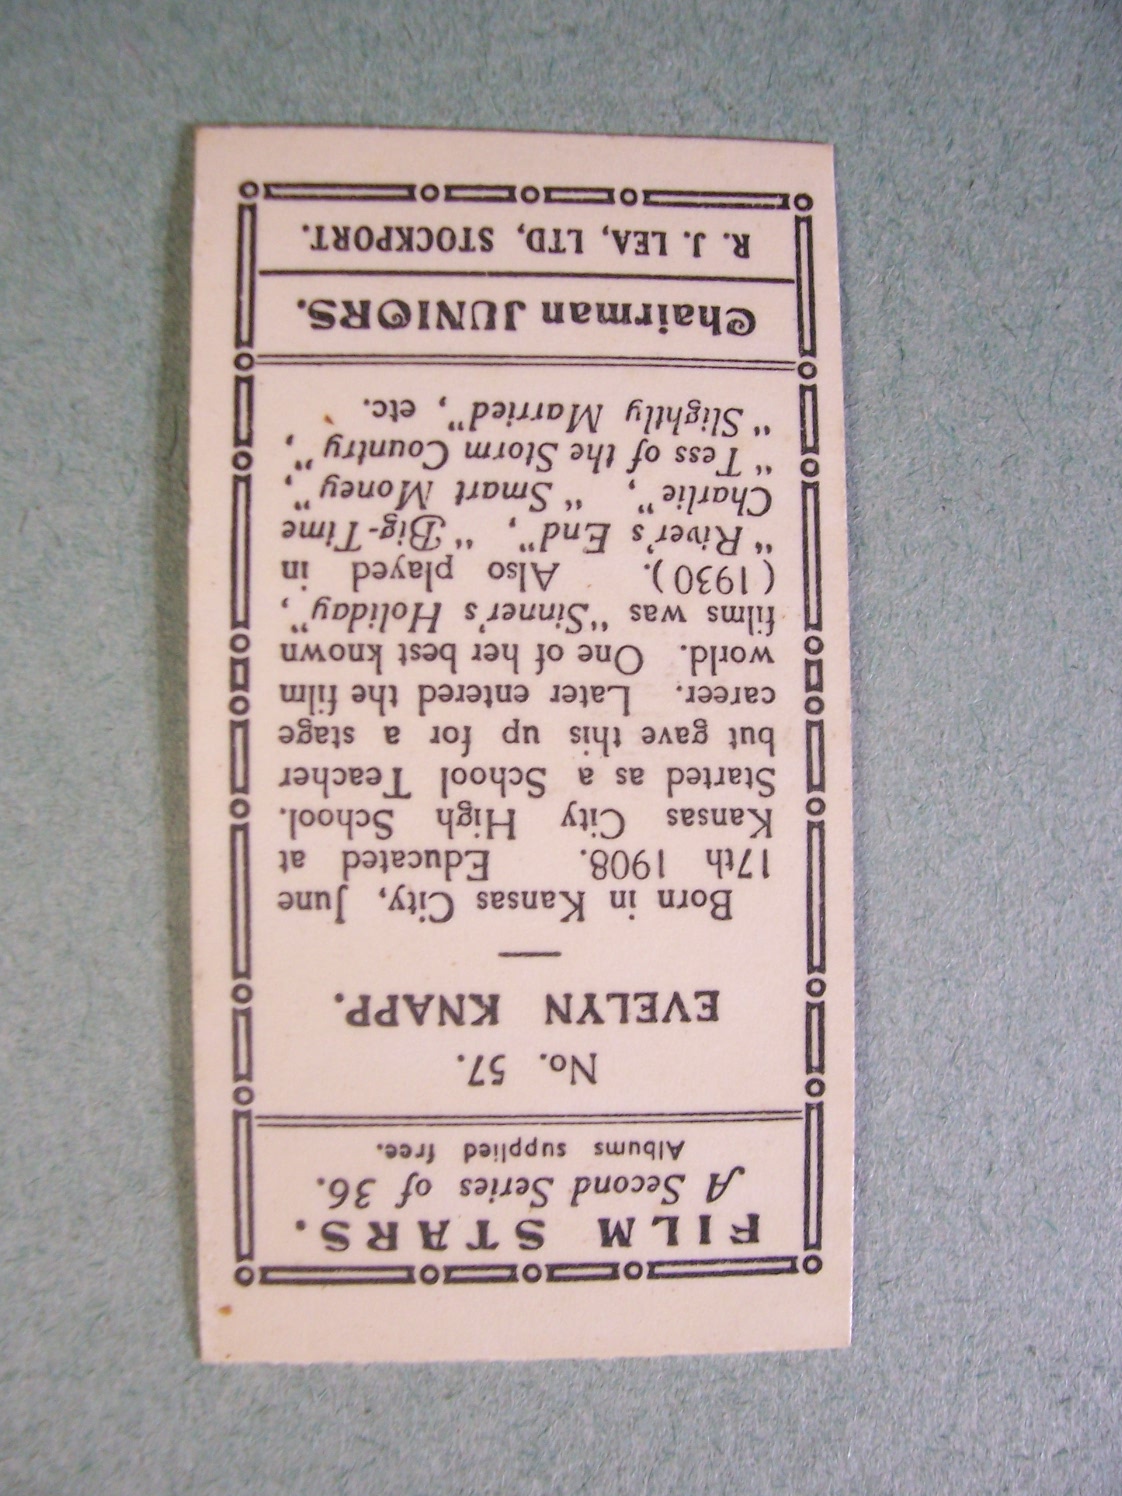 FILM STARS.
A Second Series of 36.
Albums supplied free.
No. 57.
EVELYN KNAPP.
Born in Kansas City, June
17th 1908. Educated at
Kansas City High School.
Started as a School Teacher
but gave this up for a stage
career. Later entered the film
world. One of her best known
films was "Sinner's Holiday",
(1930). Also played in
"River's End", "Big-Time
Charlie", "Smart Money",
"Tess of the Storm Country",
"Slightly Married", etc.
Chairman JUNIORS.
R. J. LEA, LTD, STOCKPORT.